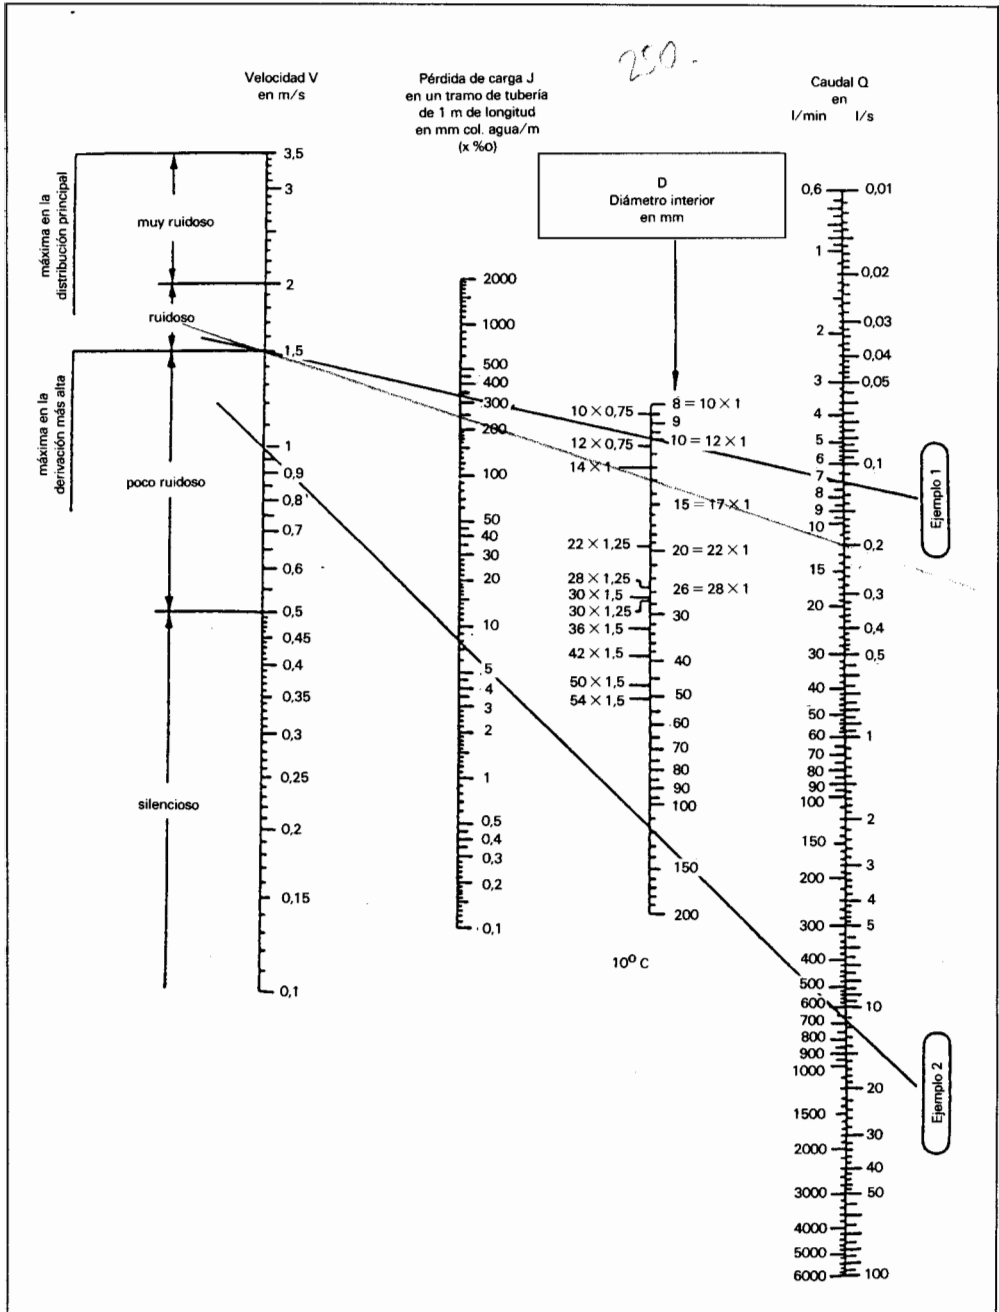 250.
Velocidad V
en m/s
Pérdida de carga J
en un tramo de tubería
de 1 m de longitud
en mm col. agua/m
(x %o)
D
Diámetro interior
en mm
Caudal Q
en
l/min l/s
máxima en la
distribución principal
máxima en la
derivación más alta
muy ruidoso
ruidoso
poco ruidoso
silencioso
3,5
3
2
1,5
1
0,9
0,8
0,7
0,6
0,5
0,45
0,4
0,35
0,3
0,25
0,2
0,15
0,1
2000
1000
500
400
300
200
100
50
40
30
20
10
5
4
3
2
1
0,5
0,4
0,3
0,2
0,1
10 × 0,75
12 × 0,75
14 × 1
22 × 1,25
28 × 1,25
30 × 1,5
30 × 1,25
36 × 1,5
42 × 1,5
50 × 1,5
54 × 1,5
8 = 10 × 1
9
10 = 12 × 1
15 = 17 × 1
20 = 22 × 1
26 = 28 × 1
30
40
50
60
70
80
90
100
150
200
10º C
0,6
1
2
3
4
5
6
7
8
9
10
15
20
30
40
50
60
70
80
90
100
150
200
300
400
500
600
700
800
900
1000
1500
2000
3000
4000
5000
6000
0,01
0,02
0,03
0,04
0,05
0,1
0,2
0,3
0,4
0,5
1
2
3
4
5
10
20
30
40
50
100
Ejemplo 1
Ejemplo 2